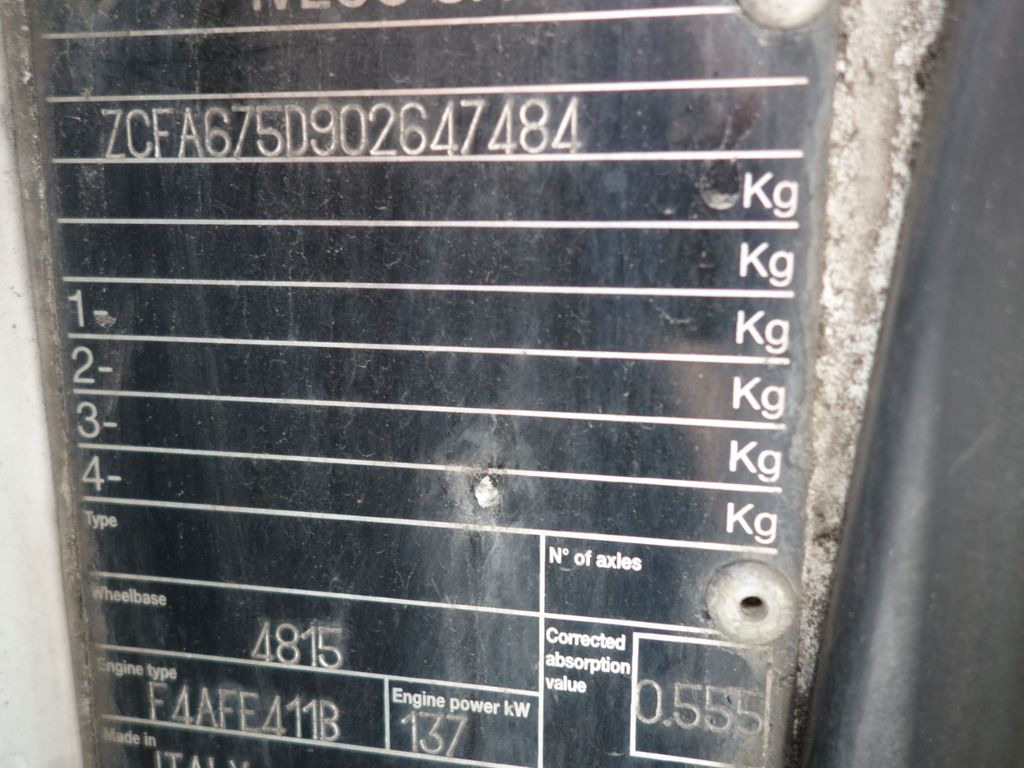 ZCFA675D902647484
Kg
Kg
1- Kg
2- Kg
3- Kg
4- Kg
Type
N° of axles
Wheelbase
4815
Corrected
absorption
value
0.555
Engine type
F4AFE411B
Engine power kW
137
Made in
ITALY